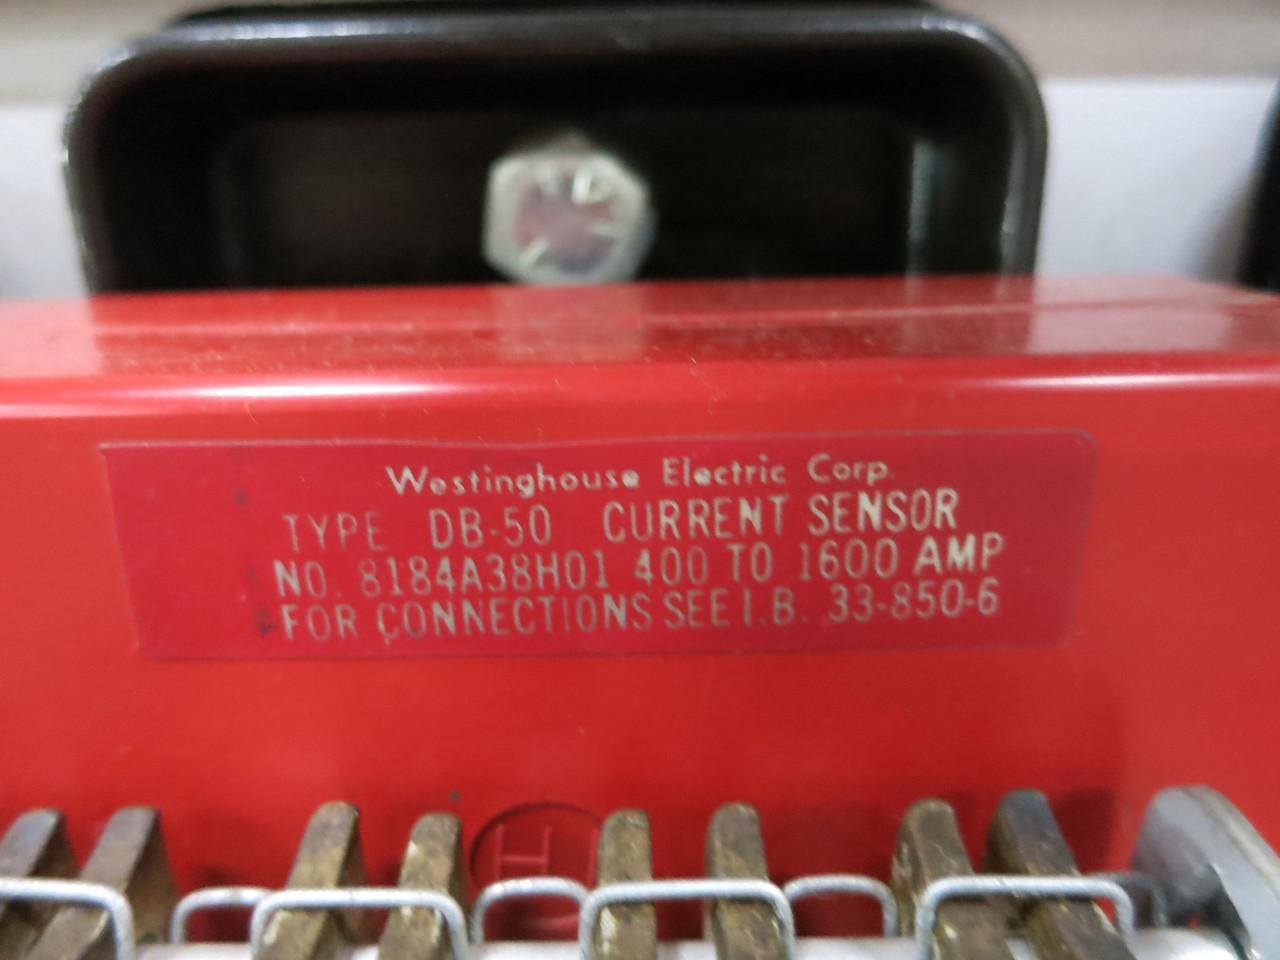 Westinghouse Electric Corp.
TYPE DB-50 CURRENT SENSOR
NO. 8184A38H01 400 TO 1600 AMP
FOR CONNECTIONS SEE I.B. 33-850-6
H